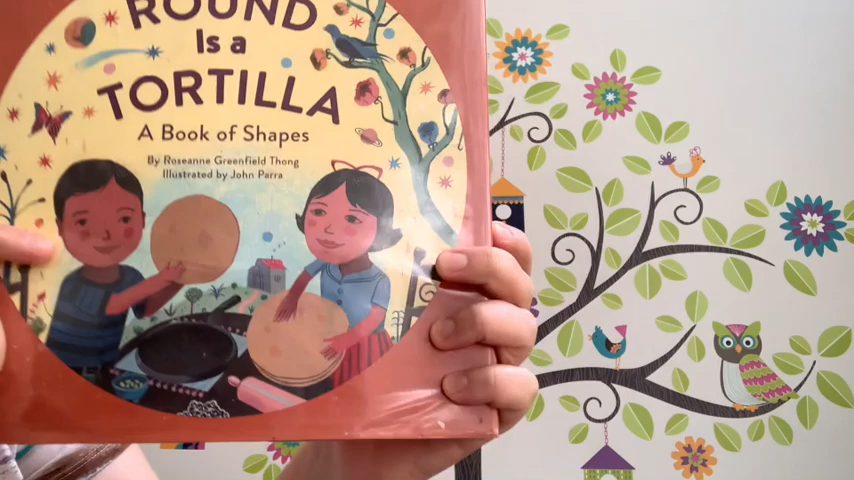 ROUND
Is a
TORTILLA
A Book of Shapes
By Roseanne Greenfield Thong
Illustrated by John Parra